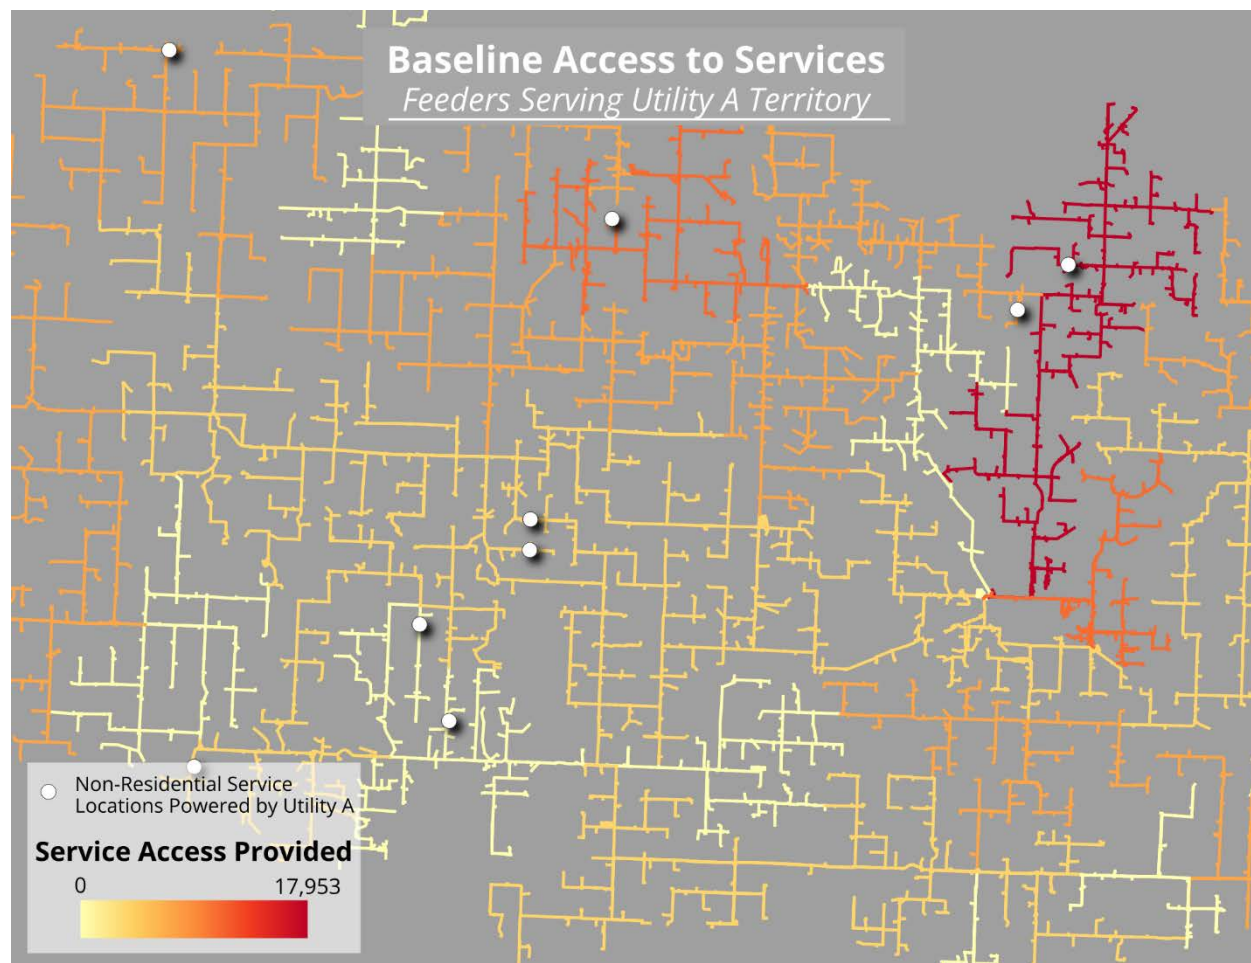 Baseline Access to Services
Feeders Serving Utility A Territory
Non-Residential Service
Locations Powered by Utility A
Service Access Provided
0 17,953